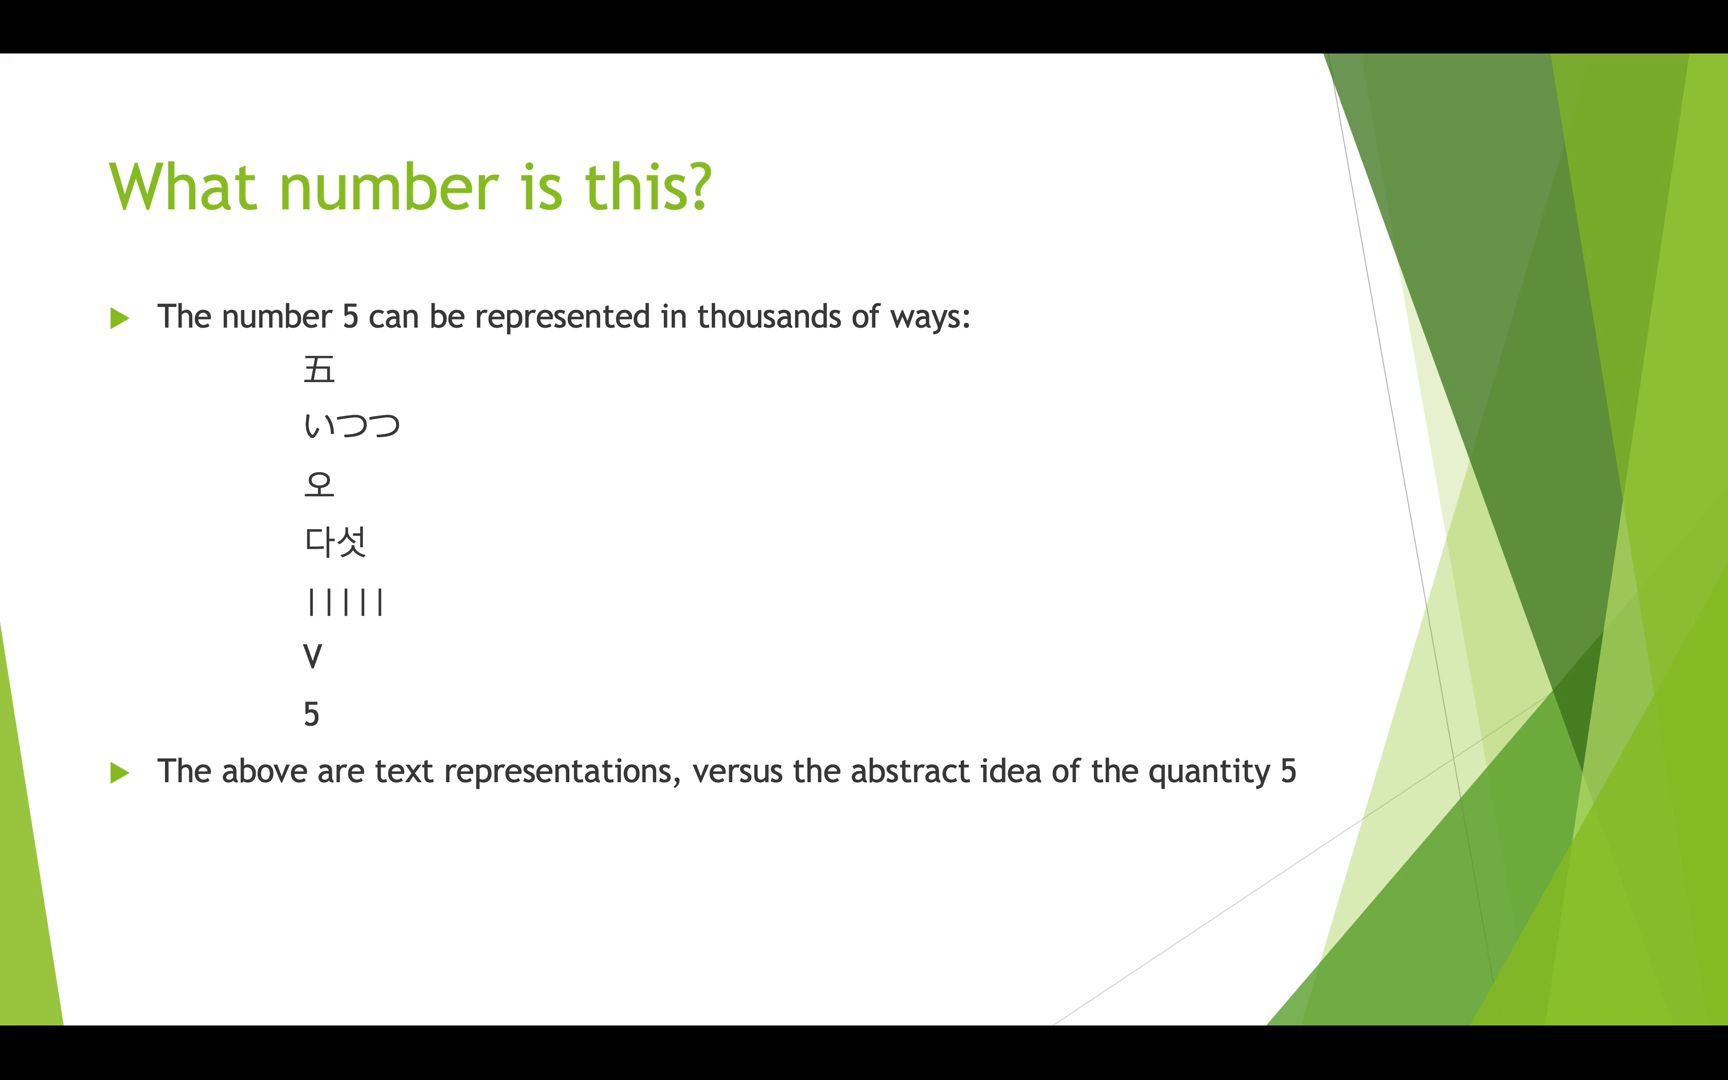 What number is this?
The number 5 can be represented in thousands of ways:
五
いつつ
오
다섯
|||||
V
5
The above are text representations, versus the abstract idea of the quantity 5